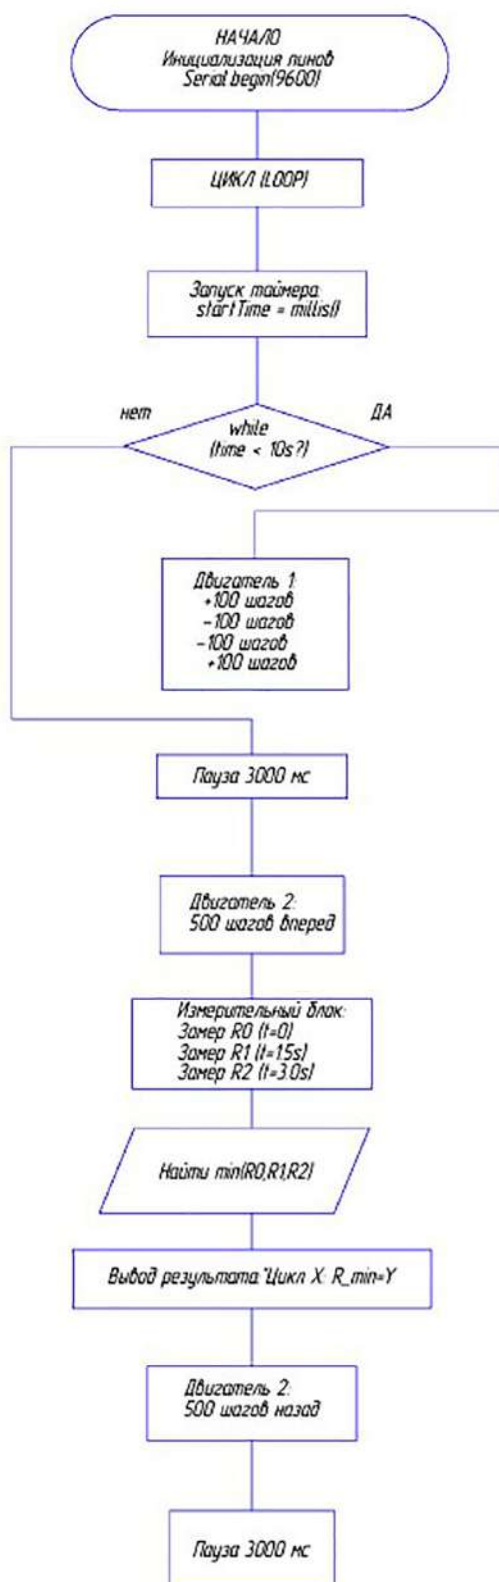 НАЧАЛО
Инициализация пинов
Serial.begin(9600)
ЦИКЛ (LOOP)
Запуск таймера:
startTime = millis()
нет
ДА
while
(time < 10s?)
Двигатель 1:
+100 шагов
-100 шагов
-100 шагов
+100 шагов
Пауза 3000 мс
Двигатель 2:
500 шагов вперед
Измерительный блок:
Замер R0 (t=0)
Замер R1 (t=1.5s)
Замер R2 (t=3.0s)
Найти min(R0,R1,R2)
Вывод результата:"Цикл X: R_min=Y
Двигатель 2:
500 шагов назад
Пауза 3000 мс